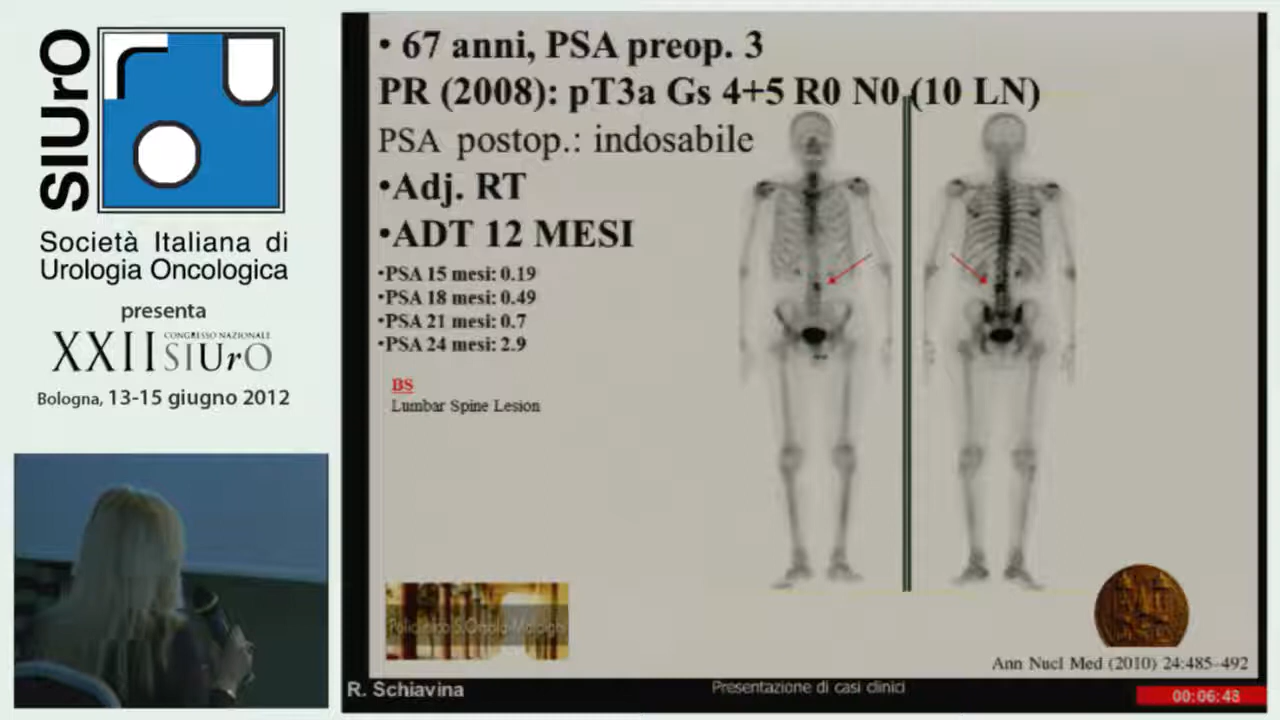 SIUrO
Società Italiana di
Urologia Oncologica
presenta
XXII CONGRESSO NAZIONALE
SIUrO
Bologna, 13-15 giugno 2012
• 67 anni, PSA preop. 3
PR (2008): pT3a Gs 4+5 R0 N0 (10 LN)
PSA postop.: indosabile
•Adj. RT
•ADT 12 MESI
•PSA 15 mesi: 0.19
•PSA 18 mesi: 0.49
•PSA 21 mesi: 0.7
•PSA 24 mesi: 2.9
BS
Lumbar Spine Lesion
Policlinico S.Orsola-Malpighi
Ann Nucl Med (2010) 24:485–492
R. Schiavina
Presentazione di casi clinici
00:06:43